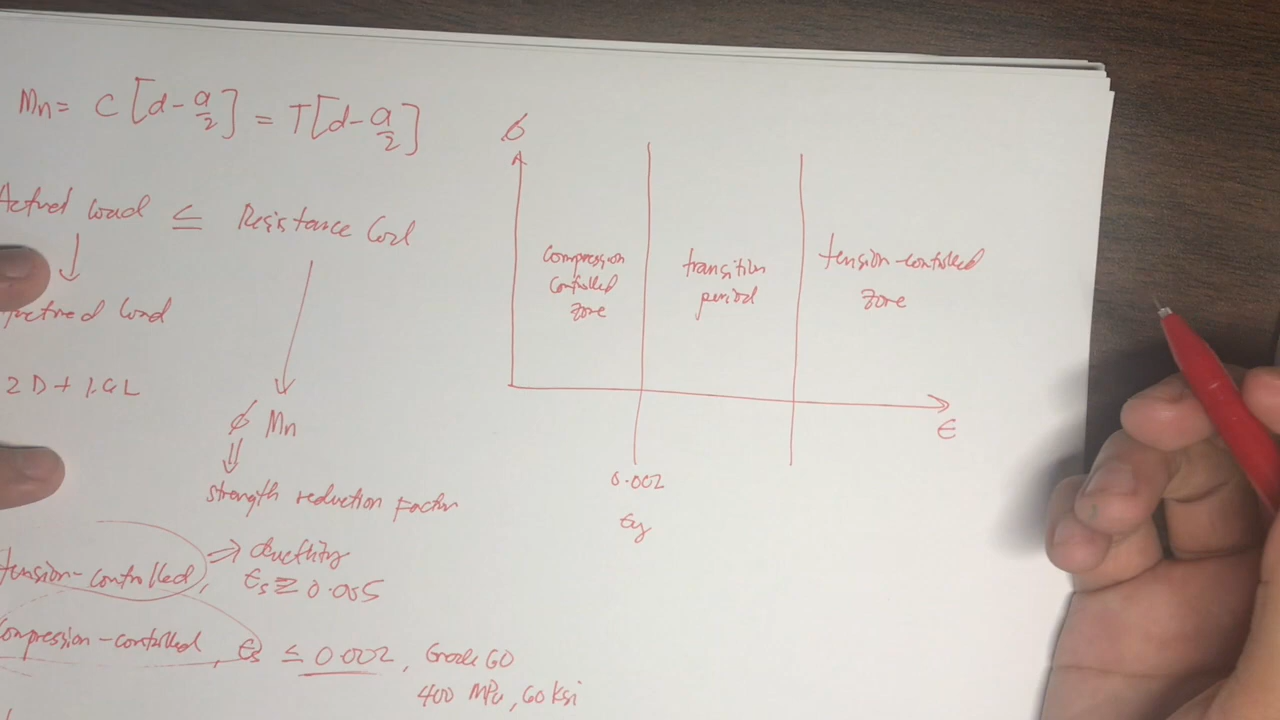 Mn = C [d - a/2] = T [d - a/2]
Actual load ≤ Resistance load
factored load
2D + 1.6L
ϕ Mn
strength reduction factor
tension-controlled, ⇒ ductility
εs ≥ 0.005
compression-controlled, εs ≤ 0.002, Grade 60
400 MPa, 60 ksi
σ
compression
controlled
zone
transition
period
tension-controlled
zone
ε
0.002
εy